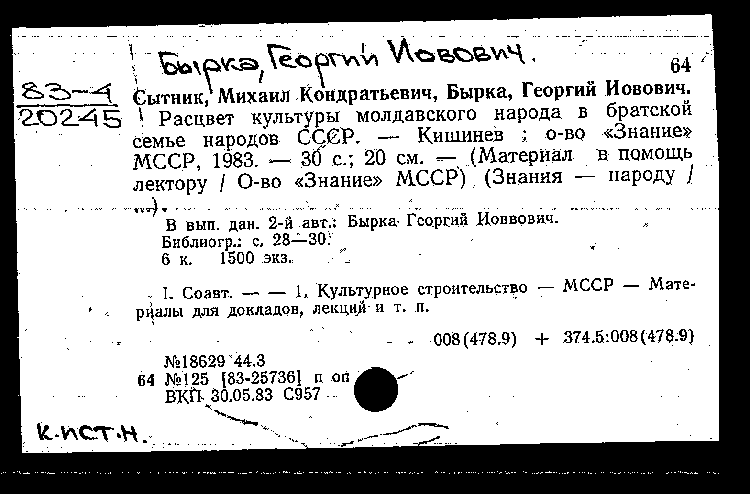 Бырка, Георгий Иовович.
64
83-4
20245
Сытник, Михаил Кондратьевич, Бырка, Георгий Иовович.
Расцвет культуры молдавского народа в братской
семье народов СССР. — Кишинев ; о-во «Знание»
МССР, 1983. — 30 с.; 20 см. — (Материал в помощь
лектору / О-во «Знание» МССР) (Знания — народу /
...).
В вып. дан. 2-й авт.: Бырка Георгий Иоввович.
Библиогр.: с. 28—30.
6 к. 1500 экз.
I. Соавт. — — 1. Культурное строительство — МССР — Мате-
риалы для докладов, лекций и т. п.
008(478.9) + 374.5:008(478.9)
№18629 44.3
64 №125 [83-25736] п оп
ВКП 30.05.83 С957
К.ИСТ.Н.